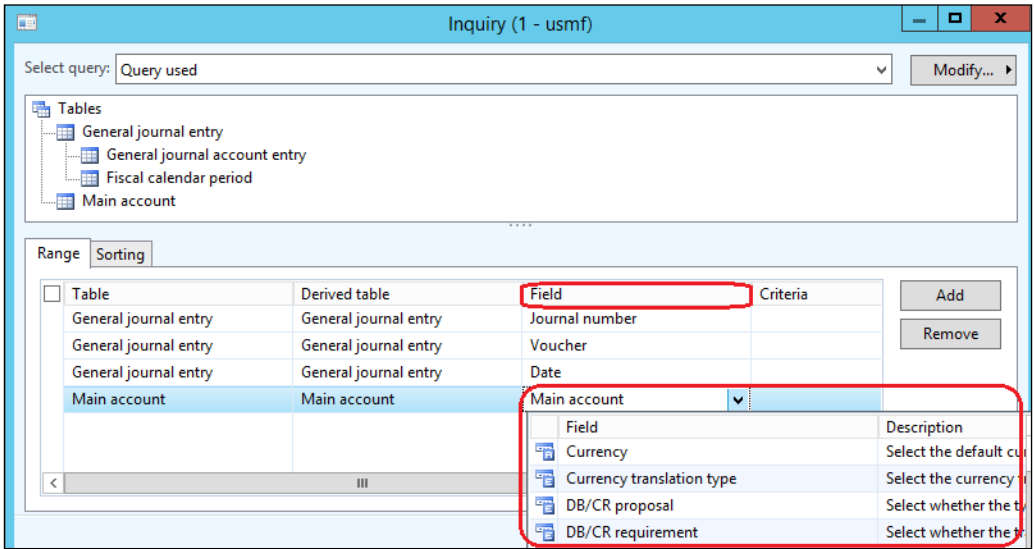 Inquiry (1 - usmf)
Select query: Query used Modify...
Tables
General journal entry
General journal account entry
Fiscal calendar period
Main account
Range Sorting
Table Derived table Field Criteria Add
General journal entry General journal entry Journal number
General journal entry General journal entry Voucher Remove
General journal entry General journal entry Date
Main account Main account Main account
Field Description
Currency Select the default
Currency translation type Select the currency
DB/CR proposal Select whether the
DB/CR requirement Select whether the